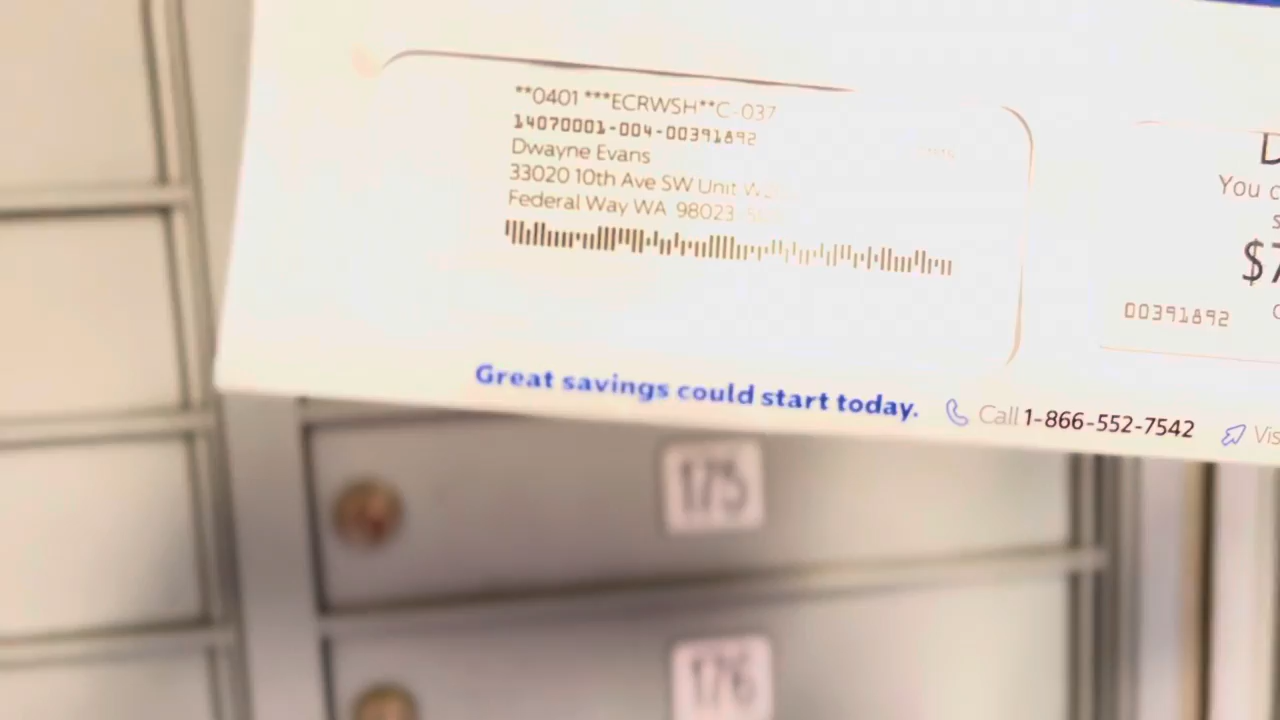 **0401 ***ECRWSH**C-037
14070001-004-00391892
Dwayne Evans
33020 10th Ave SW Unit
Federal Way WA 98023
You
$7
00391892
Great savings could start today.
Call 1-866-552-7542
175
176